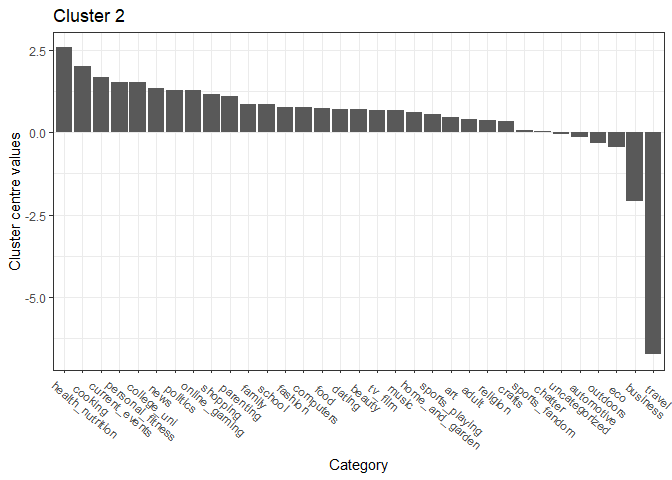 Cluster 2
Cluster centre values
2.5
0.0
-2.5
-5.0
health_nutrition
cooking
current_events
personal_fitness
college_uni
news
politics
online_gaming
shopping
parenting
family
school
fashion
computers
food
dating
beauty
tv_film
music
home_and_garden
sports_playing
art
adult
religion
crafts
sports_fandom
chatter
uncategorized
automotive
outdoors
eco
business
travel
Category